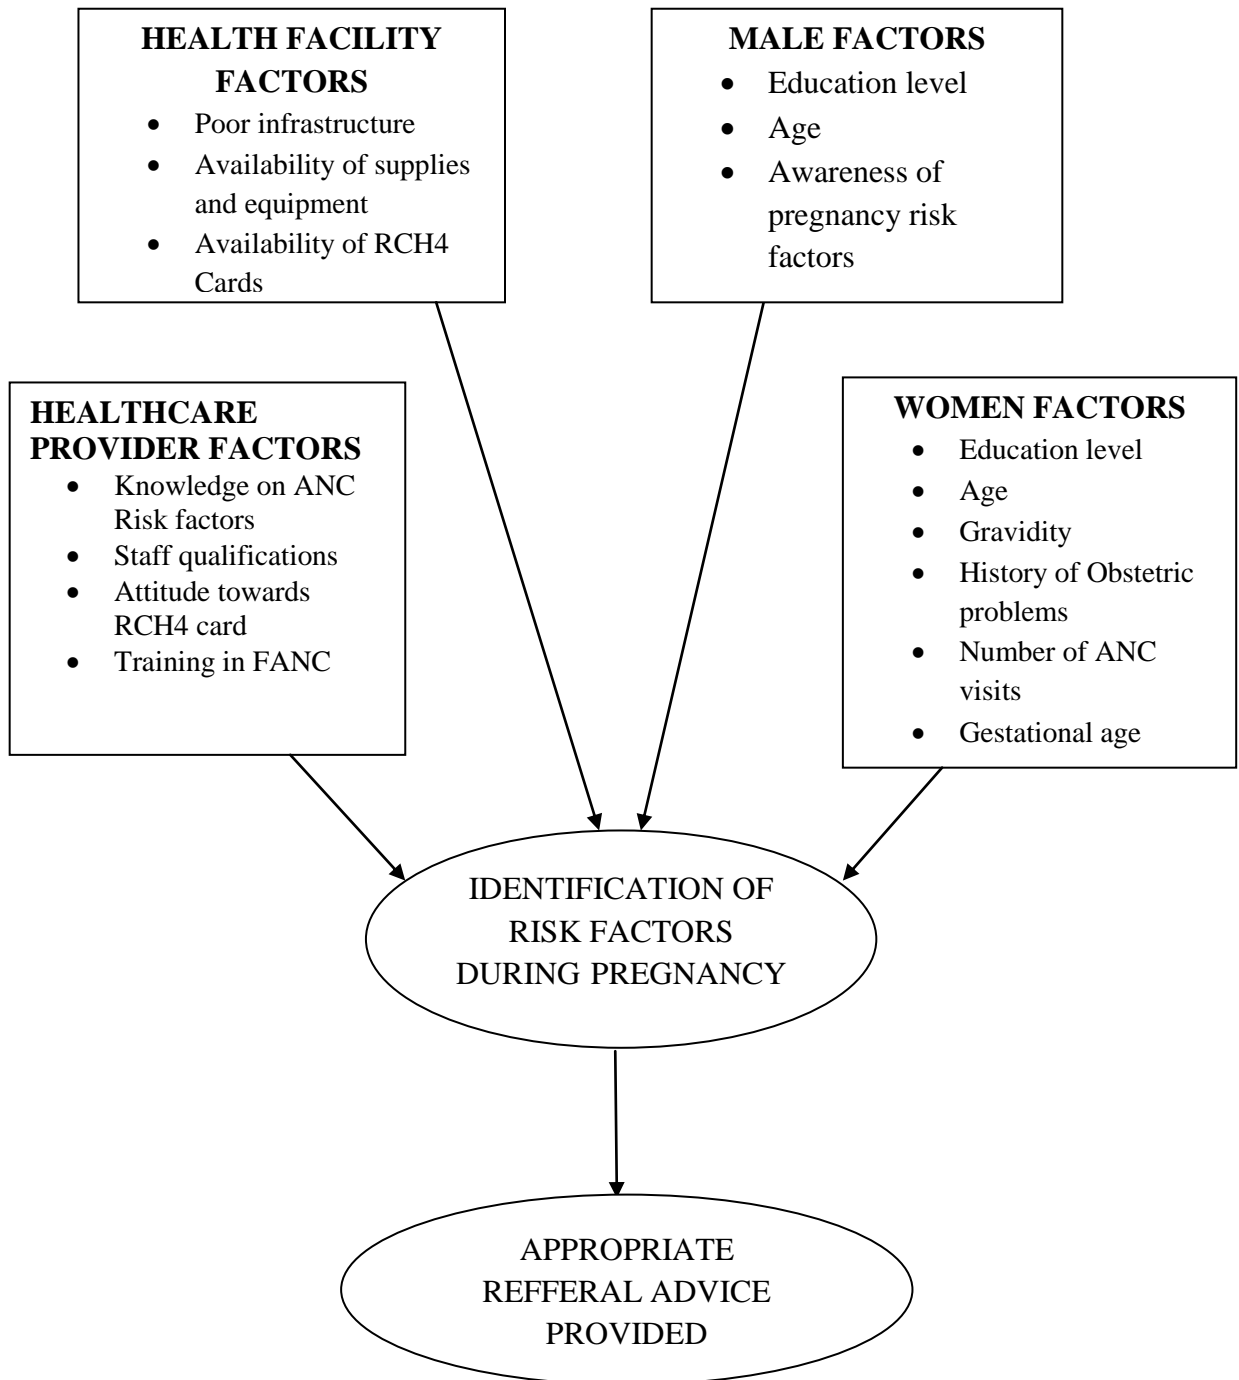 HEALTH FACILITY
FACTORS
• Poor infrastructure
• Availability of supplies
and equipment
• Availability of RCH4
Cards
MALE FACTORS
• Education level
• Age
• Awareness of
pregnancy risk
factors
HEALTHCARE
PROVIDER FACTORS
• Knowledge on ANC
Risk factors
• Staff qualifications
• Attitude towards
RCH4 card
• Training in FANC
WOMEN FACTORS
• Education level
• Age
• Gravidity
• History of Obstetric
problems
• Number of ANC
visits
• Gestational age
IDENTIFICATION OF
RISK FACTORS
DURING PREGNANCY
APPROPRIATE
REFFERAL ADVICE
PROVIDED